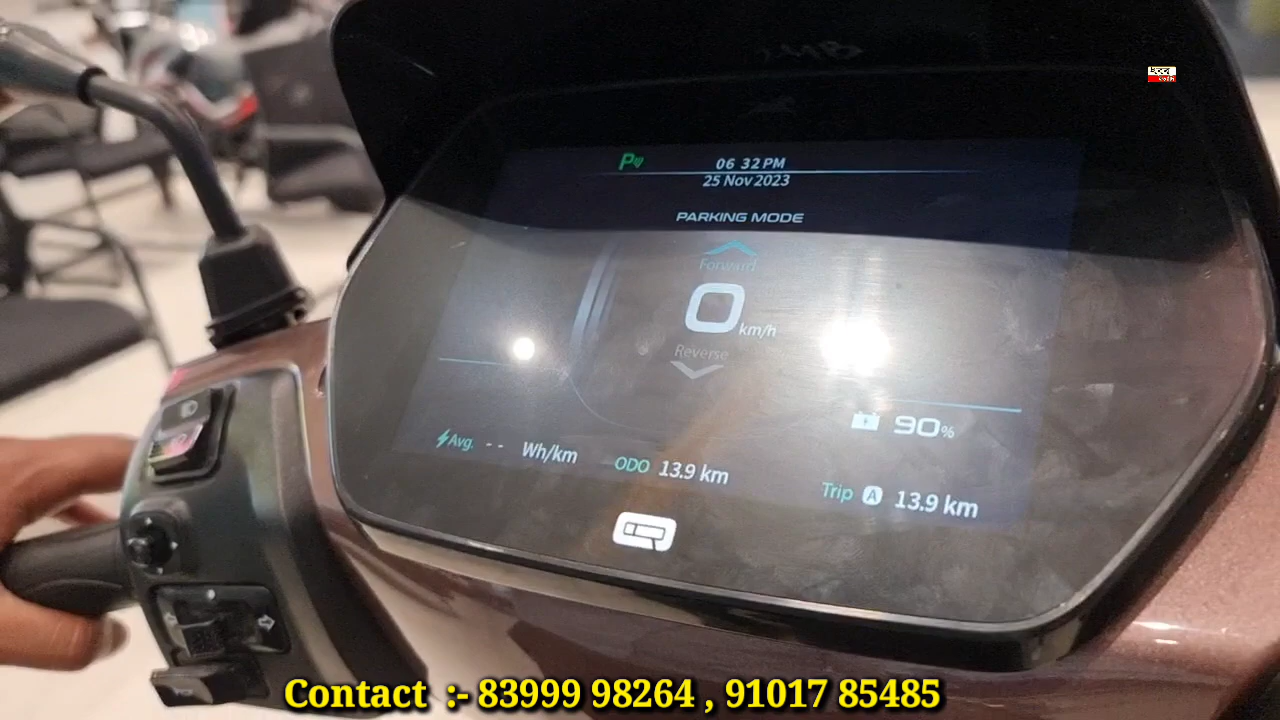 06 32 PM
25 Nov 2023
PARKING MODE
Forward
0 km/h
Reverse
90%
Avg. -- Wh/km
ODO 13.9 km
Trip A 13.9 km
Contact :- 83999 98264 , 91017 85485